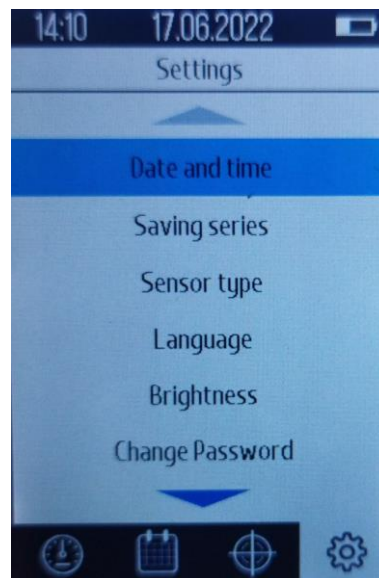 14:10 17.06.2022
Settings
Date and time
Saving series
Sensor type
Language
Brightness
Change Password